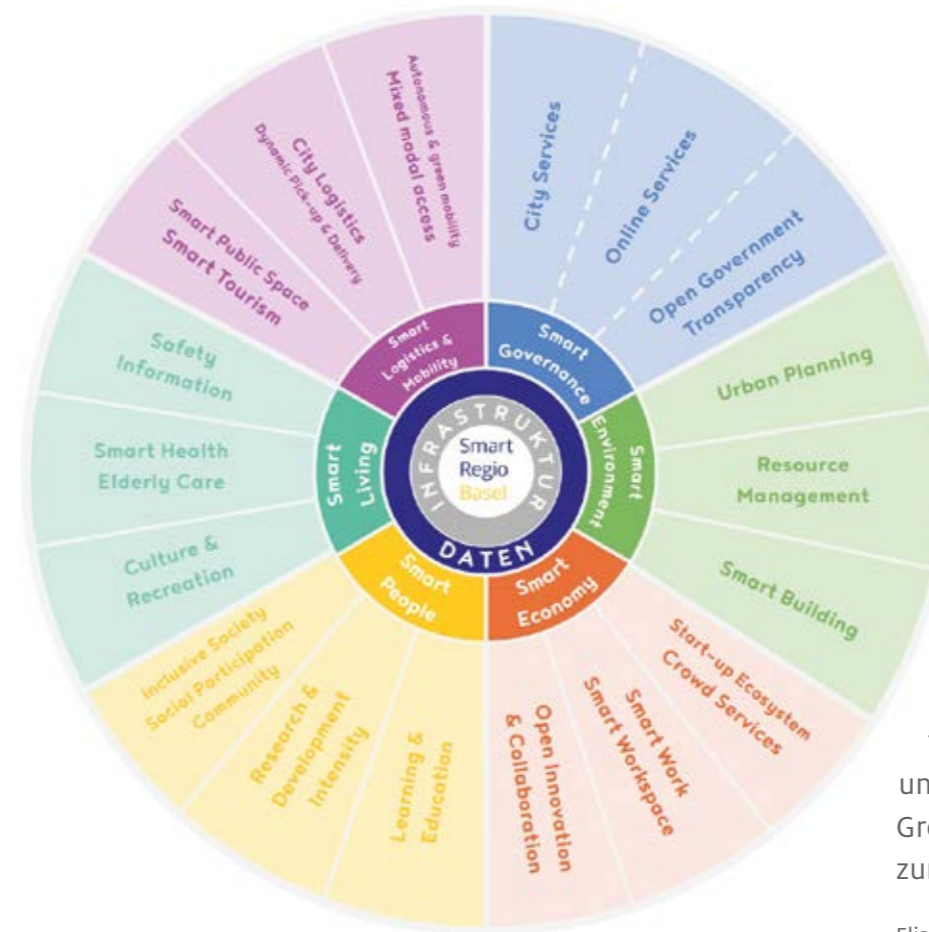 Autonomous & green mobility
Mixed modal access
City Logistics
Dynamic Pick-up & Delivery
Smart Public Space
Smart Tourism
City Services
Online Services
Open Government
Transparency
Safety
Information
Smart Health
Elderly Care
Culture &
Recreation
Urban Planning
Resource
Management
Smart Building
Smart
Logistics &
Mobility
Smart
Governance
Smart
Environment
Smart
Living
Smart
People
Smart
Economy
INFRASTRUKTUR
Smart
Regio
Basel
DATEN
Inclusive Society
Social Participation
Community
Research &
Development
Intensity
Learning &
Education
Open Innovation
& Collaboration
Smart Work
Smart Workspace
Start-up Ecosystem
Crowd Services